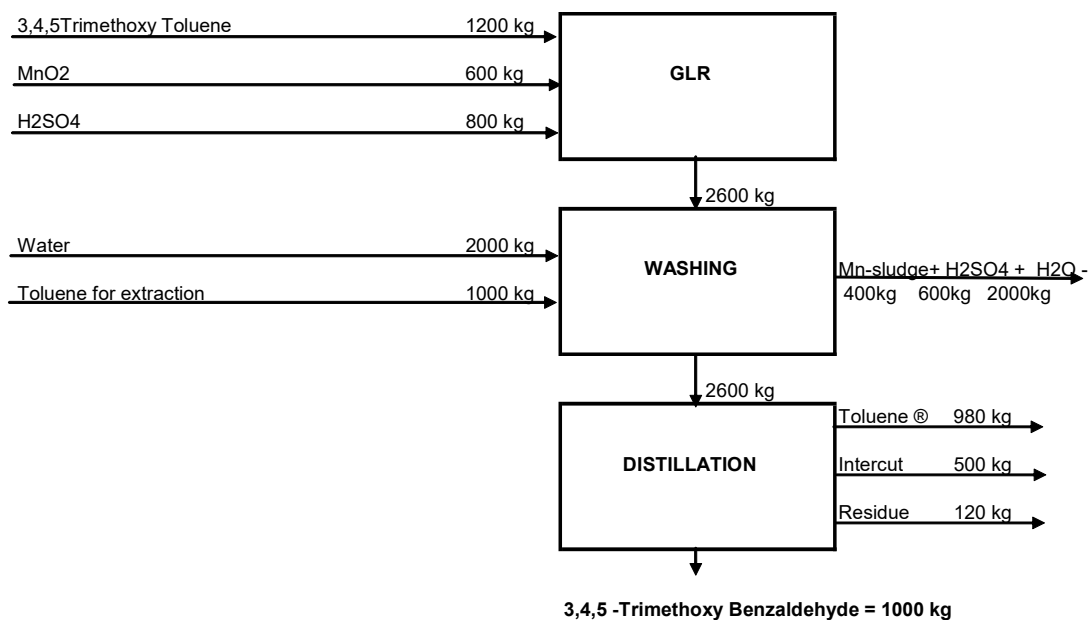 3,4,5Trimethoxy Toluene 1200 kg
GLR
MnO2 600 kg
H2SO4 800 kg
2600 kg
Water 2000 kg
WASHING
Mn-sludge+ H2SO4 + H2O -
Toluene for extraction 1000 kg
400kg 600kg 2000kg
2600 kg
Toluene ® 980 kg
DISTILLATION
Intercut 500 kg
Residue 120 kg
3,4,5 -Trimethoxy Benzaldehyde = 1000 kg